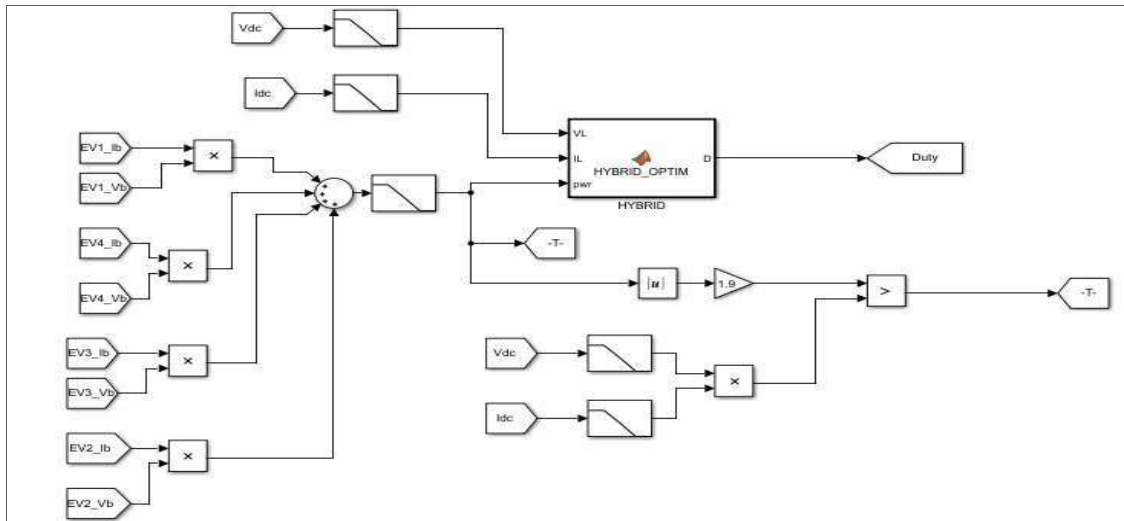 Vdc
Idc
EV1_Ib
EV1_Vb
×
VL
IL
pwr
HYBRID_OPTIM
D
HYBRID
Duty
+
+
+
+
EV4_Ib
EV4_Vb
×
-T-
|u|
1.9
>
-T-
EV3_Ib
EV3_Vb
×
Vdc
Idc
×
EV2_Ib
EV2_Vb
×